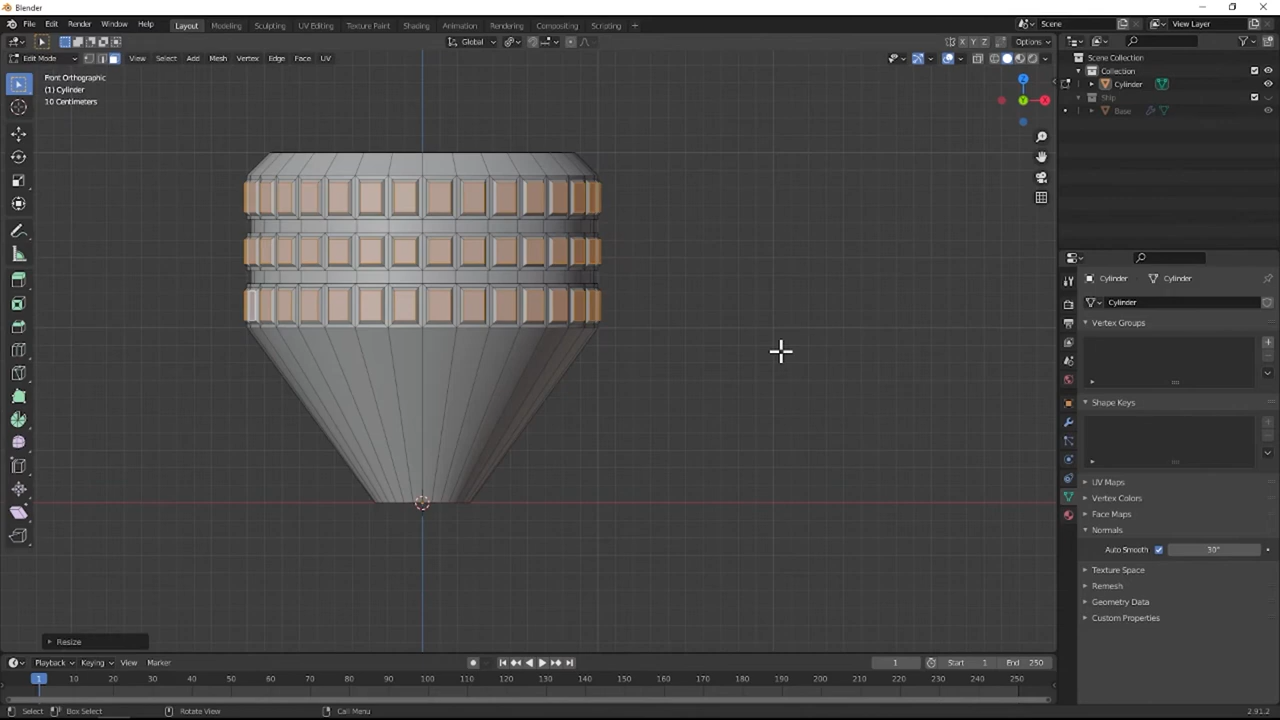 Blender
File Edit Render Window Help Layout Modeling Sculpting UV Editing Texture Paint Shading Animation Rendering Compositing Scripting + Scene View Layer
Global X Y Z Options
Edit Mode View Select Add Mesh Vertex Edge Face UV
Front Orthographic
(1) Cylinder
10 Centimeters
Z
Y
X
Scene Collection
Collection
Cylinder
Ship
Base
Cylinder Cylinder
Cylinder
Vertex Groups
Shape Keys
UV Maps
Vertex Colors
Face Maps
Normals
Auto Smooth 30°
Texture Space
Remesh
Geometry Data
Custom Properties
Resize
Playback Keying View Marker 1 Start 1 End 250
1 10 20 30 40 50 60 70 80 90 100 110 120 130 140 150 160 170 180 190 200 210 220 230 240 250
Select Box Select Rotate View Call Menu 2.91.2